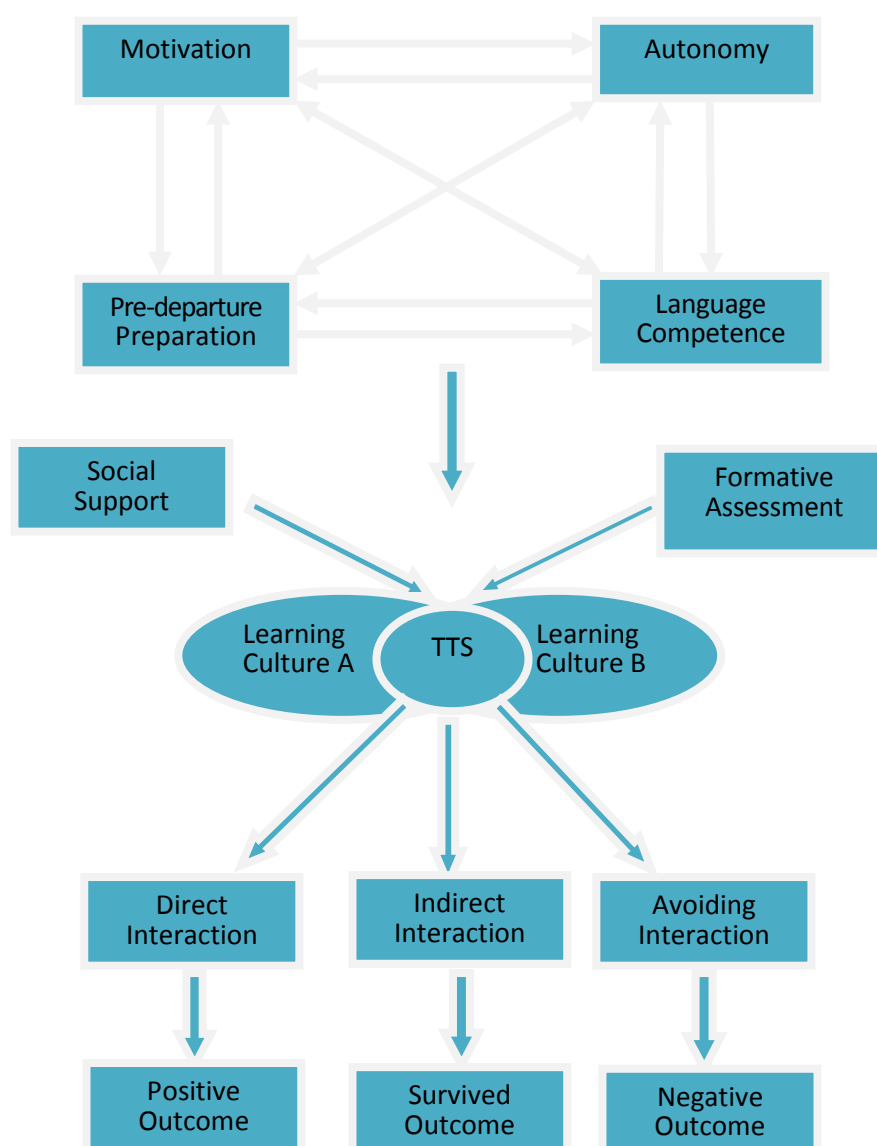 Motivation
Autonomy
Pre-departure
Preparation
Language
Competence
Social
Support
Formative
Assessment
Learning
Culture A
TTS
Learning
Culture B
Direct
Interaction
Indirect
Interaction
Avoiding
Interaction
Positive
Outcome
Survived
Outcome
Negative
Outcome